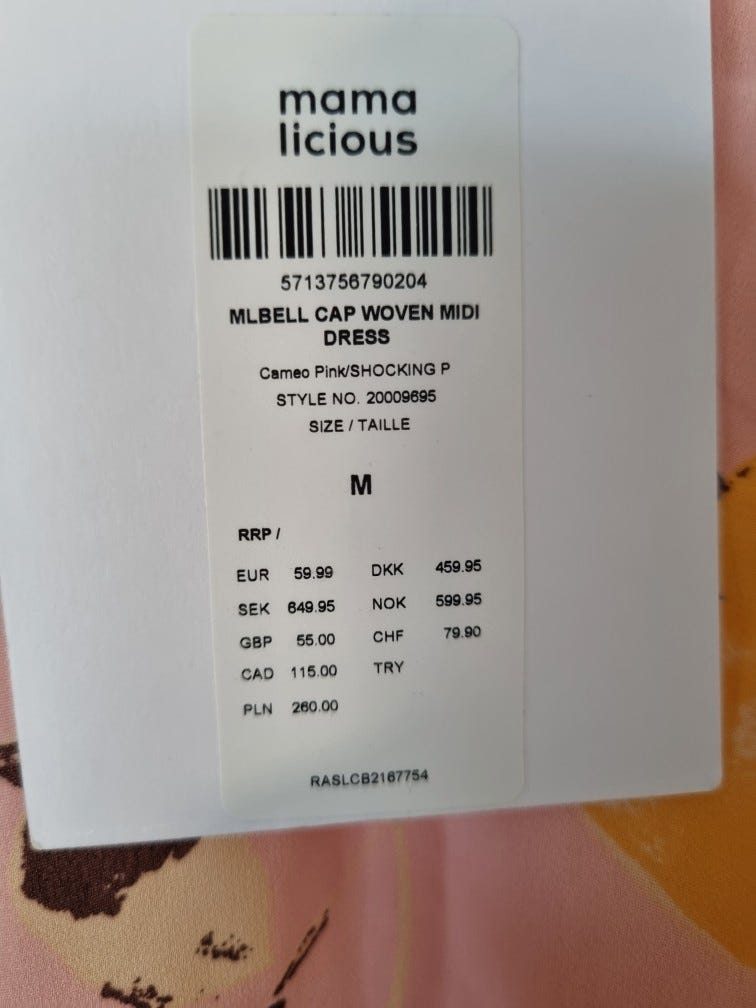 mama
licious
5713756790204
MLBELL CAP WOVEN MIDI
DRESS
Cameo Pink/SHOCKING P
STYLE NO. 20009695
SIZE / TAILLE
M
RRP /
EUR 59.99 DKK 459.95
SEK 649.95 NOK 599.95
GBP 55.00 CHF 79.90
CAD 115.00 TRY
PLN 260.00
RASLCB2167754